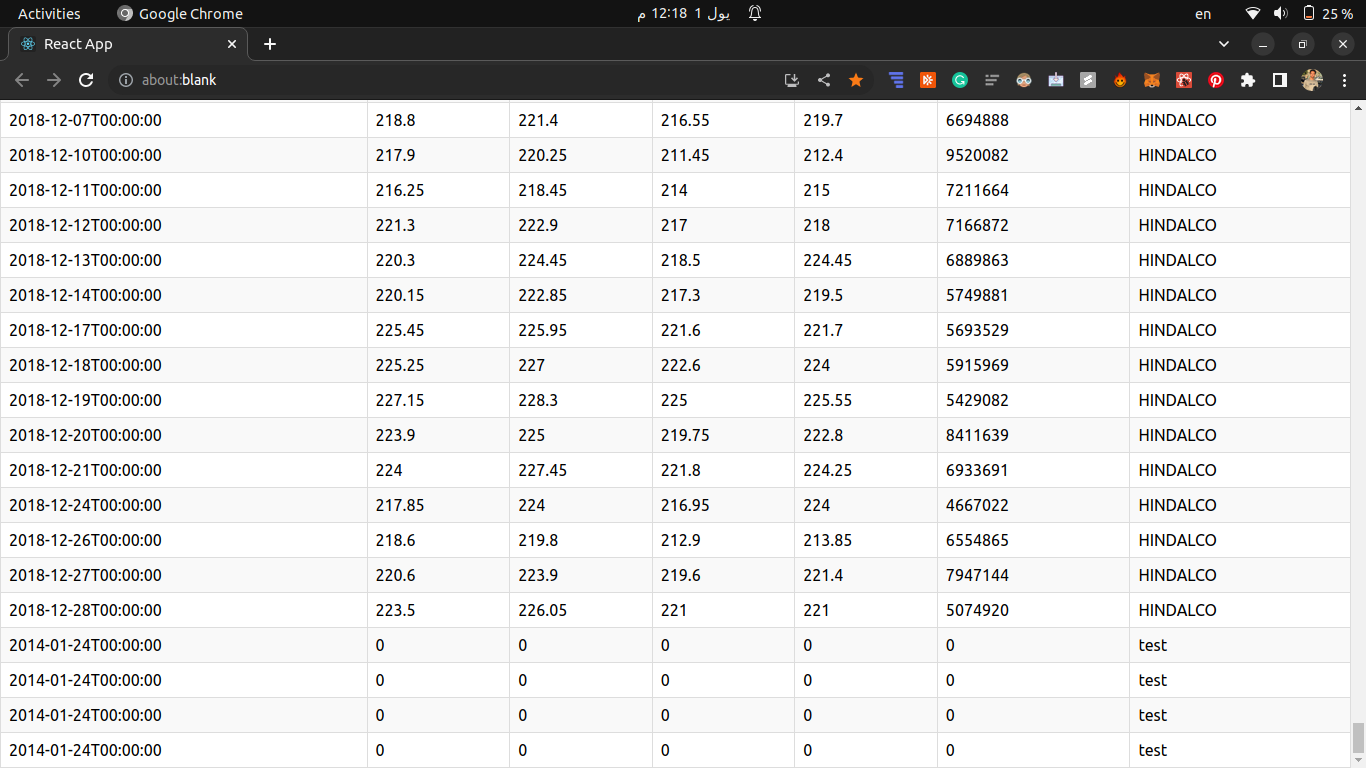 Activities Google Chrome يول 1 12:18 م en 25 %
React App
about:blank
2018-12-07T00:00:00 218.8 221.4 216.55 219.7 6694888 HINDALCO
2018-12-10T00:00:00 217.9 220.25 211.45 212.4 9520082 HINDALCO
2018-12-11T00:00:00 216.25 218.45 214 215 7211664 HINDALCO
2018-12-12T00:00:00 221.3 222.9 217 218 7166872 HINDALCO
2018-12-13T00:00:00 220.3 224.45 218.5 224.45 6889863 HINDALCO
2018-12-14T00:00:00 220.15 222.85 217.3 219.5 5749881 HINDALCO
2018-12-17T00:00:00 225.45 225.95 221.6 221.7 5693529 HINDALCO
2018-12-18T00:00:00 225.25 227 222.6 224 5915969 HINDALCO
2018-12-19T00:00:00 227.15 228.3 225 225.55 5429082 HINDALCO
2018-12-20T00:00:00 223.9 225 219.75 222.8 8411639 HINDALCO
2018-12-21T00:00:00 224 227.45 221.8 224.25 6933691 HINDALCO
2018-12-24T00:00:00 217.85 224 216.95 224 4667022 HINDALCO
2018-12-26T00:00:00 218.6 219.8 212.9 213.85 6554865 HINDALCO
2018-12-27T00:00:00 220.6 223.9 219.6 221.4 7947144 HINDALCO
2018-12-28T00:00:00 223.5 226.05 221 221 5074920 HINDALCO
2014-01-24T00:00:00 0 0 0 0 0 test
2014-01-24T00:00:00 0 0 0 0 0 test
2014-01-24T00:00:00 0 0 0 0 0 test
2014-01-24T00:00:00 0 0 0 0 0 test